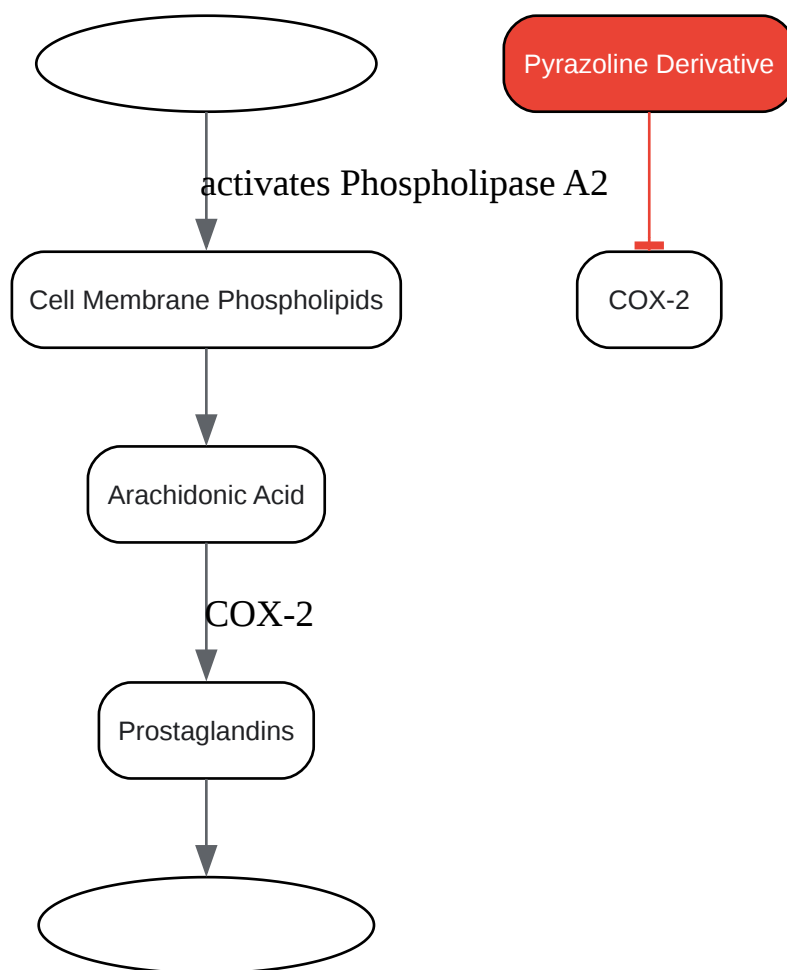 Pyrazoline Derivative
activates Phospholipase A2
Cell Membrane Phospholipids
COX-2
Arachidonic Acid
COX-2
Prostaglandins